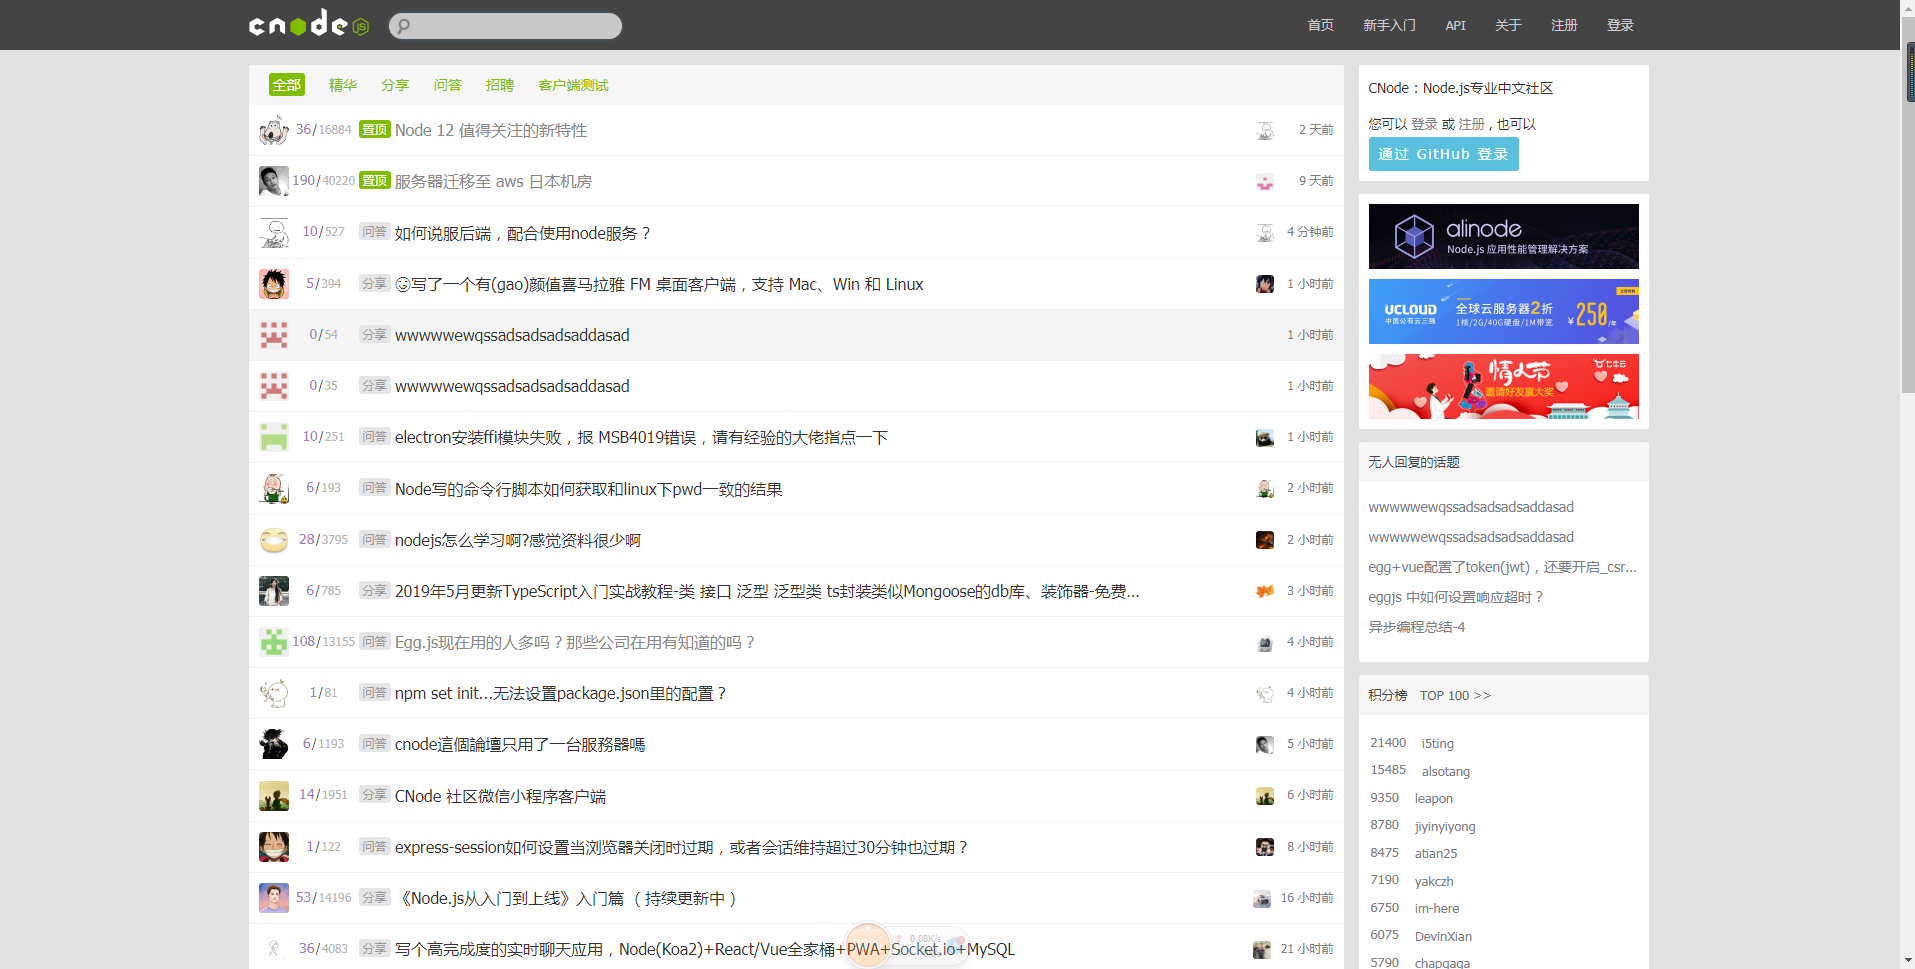 cnode JS
首页 新手入门 API 关于 注册 登录
全部 精华 分享 问答 招聘 客户端测试
36/16884 置顶 Node 12 值得关注的新特性 2 天前
190/40220 置顶 服务器迁移至 aws 日本机房 9 天前
10/527 问答 如何说服后端，配合使用node服务？ 4 分钟前
5/394 分享 😉写了一个有(gao)颜值喜马拉雅 FM 桌面客户端，支持 Mac、Win 和 Linux 1 小时前
0/54 分享 wwwwwewqssadsadsadsaddasad 1 小时前
0/35 分享 wwwwwewqssadsadsadsaddasad 1 小时前
10/251 问答 electron安装ffi模块失败，报 MSB4019错误，请有经验的大佬指点一下 1 小时前
6/193 问答 Node写的命令行脚本如何获取和linux下pwd一致的结果 2 小时前
28/3795 问答 nodejs怎么学习啊?感觉资料很少啊 2 小时前
6/785 分享 2019年5月更新TypeScript入门实战教程-类 接口 泛型 泛型类 ts封装类似Mongoose的db库、装饰器-免费... 3 小时前
108/13155 问答 Egg.js现在用的人多吗？那些公司在用有知道的吗？ 4 小时前
1/81 问答 npm set init...无法设置package.json里的配置？ 4 小时前
6/1193 问答 cnode這個論壇只用了一台服務器嗎 5 小时前
14/1951 分享 CNode 社区微信小程序客户端 6 小时前
1/122 问答 express-session如何设置当浏览器关闭时过期，或者会话维持超过30分钟也过期？ 8 小时前
53/14196 分享 《Node.js从入门到上线》入门篇 （持续更新中） 16 小时前
36/4083 分享 写个高完成度的实时聊天应用，Node(Koa2)+React/Vue全家桶+PWA+Socket.io+MySQL 21 小时前
0.08K/s
CNode：Node.js专业中文社区
您可以 登录 或 注册 , 也可以
通过 GitHub 登录
alinode
Node.js 应用性能管理解决方案
UCLOUD 全球云服务器2折
中国公有云三强 1核/2G/40G硬盘/1M带宽 ¥250/年
七牛云
情人节
邀请好友赢大奖
无人回复的话题
wwwwwewqssadsadsadsaddasad
wwwwwewqssadsadsadsaddasad
egg+vue配置了token(jwt)，还要开启_csr...
eggjs 中如何设置响应超时？
异步编程总结-4
积分榜 TOP 100 >>
21400 i5ting
15485 alsotang
9350 leapon
8780 jiyinyiyong
8475 atian25
7190 yakczh
6750 im-here
6075 DevinXian
5790 chapgaga